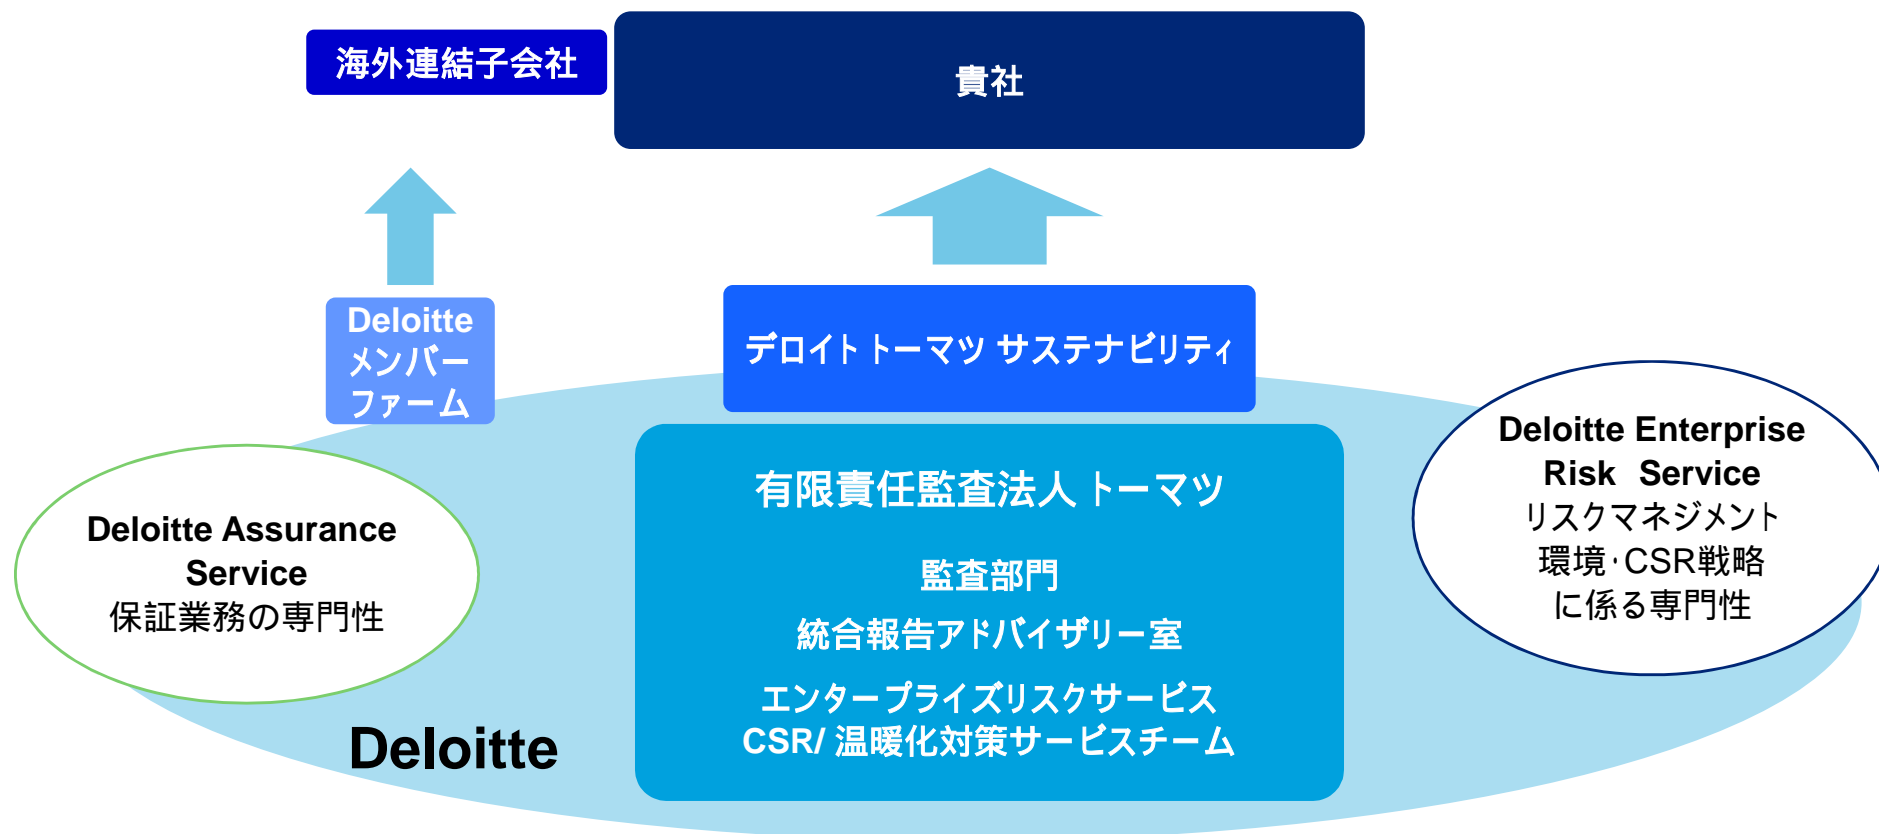 海外連結子会社
貴社
Deloitte
メンバー
ファーム
デロイト トーマツ サステナビリティ
Deloitte Assurance
Service
保証業務の専門性
有限責任監査法人 トーマツ
監査部門
統合報告アドバイザリー室
エンタープライズリスクサービス
CSR/ 温暖化対策サービスチーム
Deloitte Enterprise
Risk Service
リスクマネジメント
環境・CSR戦略
に係る専門性
Deloitte